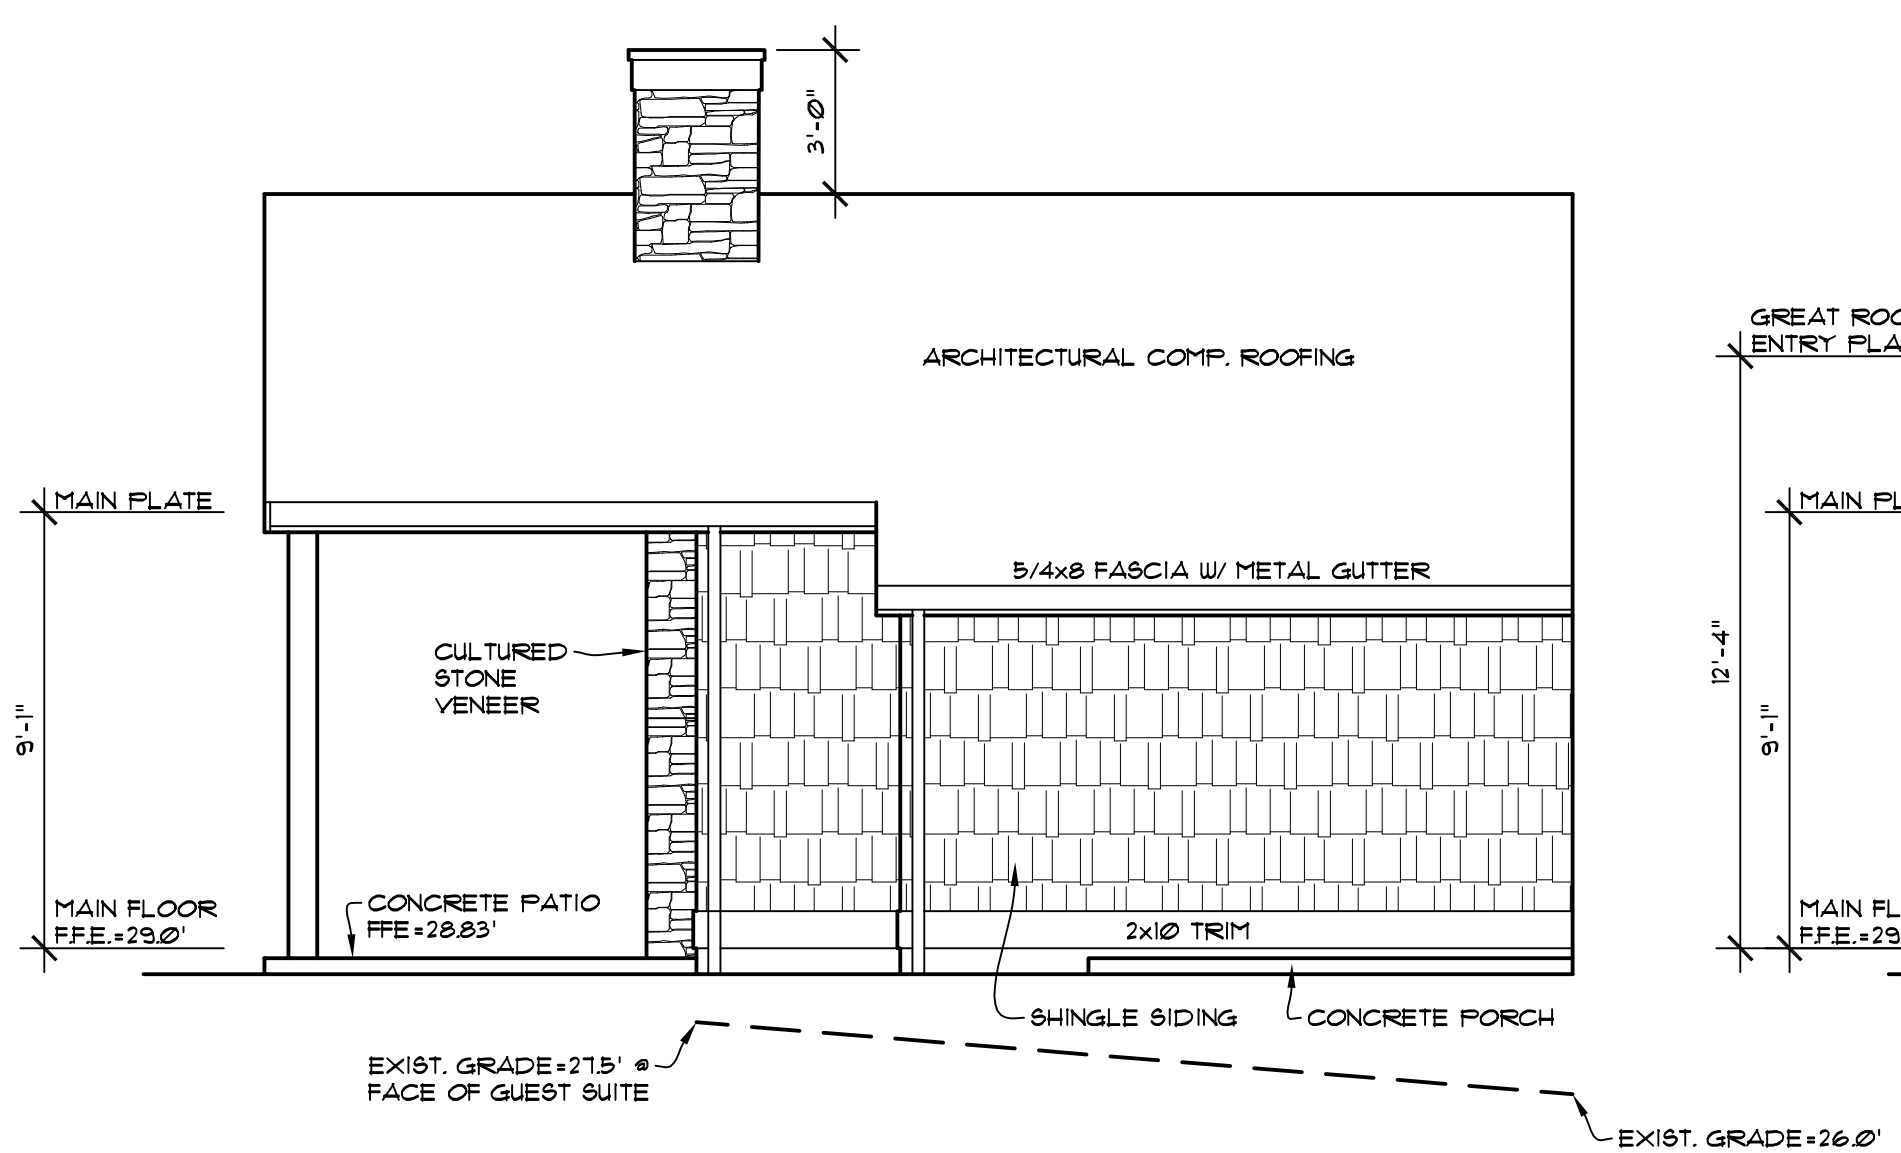 3'-0"
GREAT ROO
ENTRY PLA
ARCHITECTURAL COMP. ROOFING
MAIN PLATE
MAIN PL
5/4x8 FASCIA W/ METAL GUTTER
CULTURED
STONE
VENEER
12'-4"
9'-1"
9'-1"
CONCRETE PATIO
FFE=28.83'
MAIN FLOOR
F.F.E.=29.0'
MAIN FL
F.F.E.=29
2x10 TRIM
SHINGLE SIDING
CONCRETE PORCH
EXIST. GRADE=27.5' @
FACE OF GUEST SUITE
EXIST. GRADE=26.0'